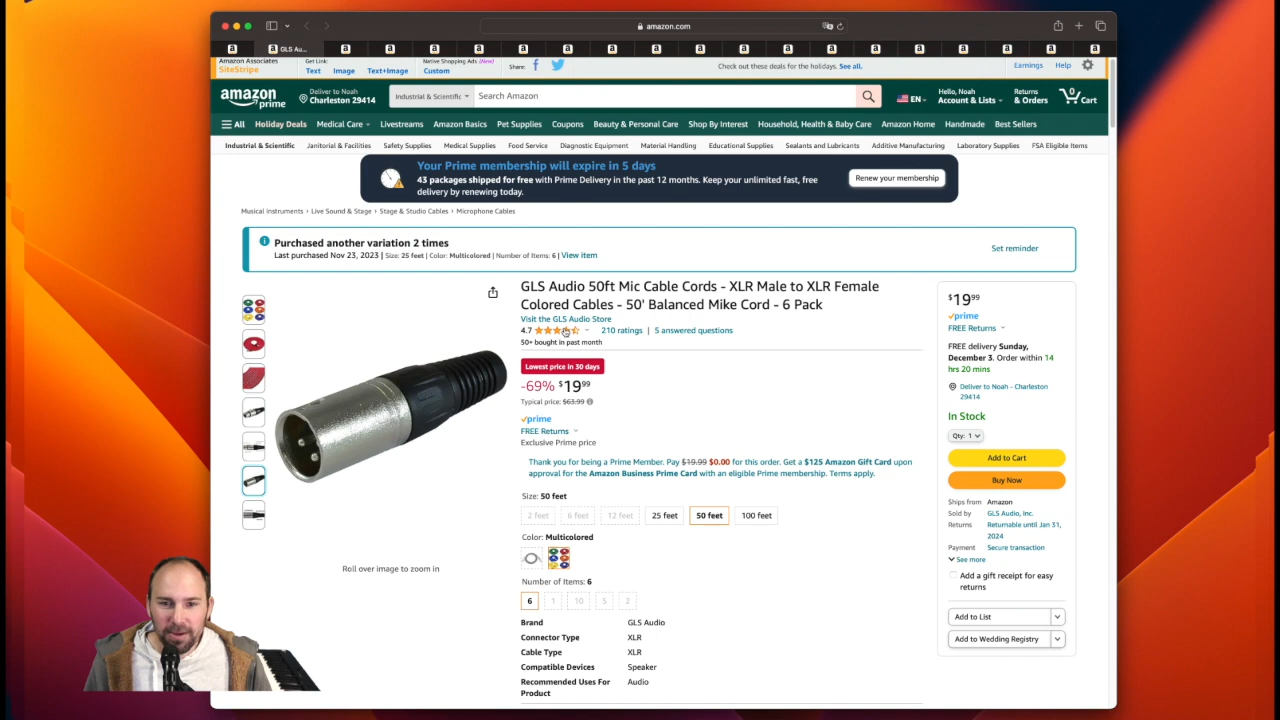 amazon.com
GLS Au...
Amazon Associates
SiteStripe
Get Link:
Text Image Text+Image
Native Shopping Ads (New)
Custom
Share:
Check out these deals for the holidays. See all.
Earnings Help
amazon prime
Deliver to Noah
Charleston 29414
Industrial & Scientific
Search Amazon
EN
Hello, Noah
Account & Lists
Returns
& Orders
0
Cart
All Holiday Deals Medical Care Livestreams Amazon Basics Pet Supplies Coupons Beauty & Personal Care Shop By Interest Household, Health & Baby Care Amazon Home Handmade Best Sellers
Industrial & Scientific Janitorial & Facilities Safety Supplies Medical Supplies Food Service Diagnostic Equipment Material Handling Educational Supplies Sealants and Lubricants Additive Manufacturing Laboratory Supplies FSA Eligible Items
Your Prime membership will expire in 5 days
43 packages shipped for free with Prime Delivery in the past 12 months. Keep your unlimited fast, free
delivery by renewing today.
Renew your membership
Musical Instruments › Live Sound & Stage › Stage & Studio Cables › Microphone Cables
Purchased another variation 2 times
Last purchased Nov 23, 2023 | Size: 25 feet | Color: Multicolored | Number of Items: 6 | View item
Set reminder
GLS Audio 50ft Mic Cable Cords - XLR Male to XLR Female
Colored Cables - 50' Balanced Mike Cord - 6 Pack
Visit the GLS Audio Store
4.7 210 ratings | 5 answered questions
50+ bought in past month
Lowest price in 30 days
-69% $19.99
Typical price: $63.99
prime
FREE Returns
Exclusive Prime price
Thank you for being a Prime Member. Pay $19.99 $0.00 for this order. Get a $125 Amazon Gift Card upon
approval for the Amazon Business Prime Card with an eligible Prime membership. Terms apply.
Size: 50 feet
2 feet 6 feet 12 feet 25 feet 50 feet 100 feet
Color: Multicolored
Number of Items: 6
6 1 10 5 2
Brand GLS Audio
Connector Type XLR
Cable Type XLR
Compatible Devices Speaker
Recommended Uses For Audio
Product
Roll over image to zoom in
$19.99
prime
FREE Returns
FREE delivery Sunday,
December 3. Order within 14
hrs 20 mins
Deliver to Noah - Charleston
29414
In Stock
Qty: 1
Add to Cart
Buy Now
Ships from Amazon
Sold by GLS Audio, Inc.
Returns Returnable until Jan 31,
2024
Payment Secure transaction
See more
Add a gift receipt for easy
returns
Add to List
Add to Wedding Registry